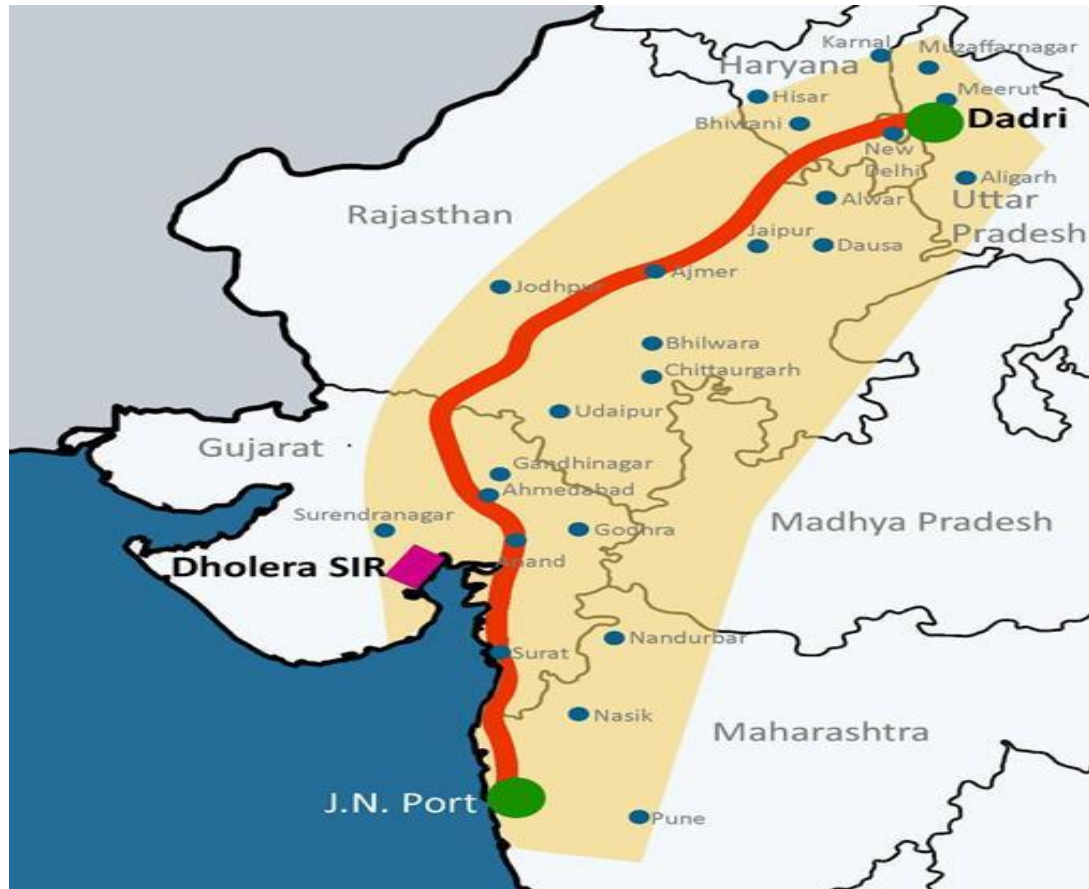 Karnal
Muzaffarnagar
Haryana
Hisar
Meerut
Bhiwani
Dadri
New
Delhi
Aligarh
Alwar
Uttar
Pradesh
Rajasthan
Jaipur
Dausa
Ajmer
Jodhpur
Bhilwara
Chittaurgarh
Udaipur
Gujarat
Gandhinagar
Ahmedabad
Surendranagar
Godhra
Madhya Pradesh
Anand
Dholera SIR
Nandurbar
Surat
Nasik
Maharashtra
J.N. Port
Pune